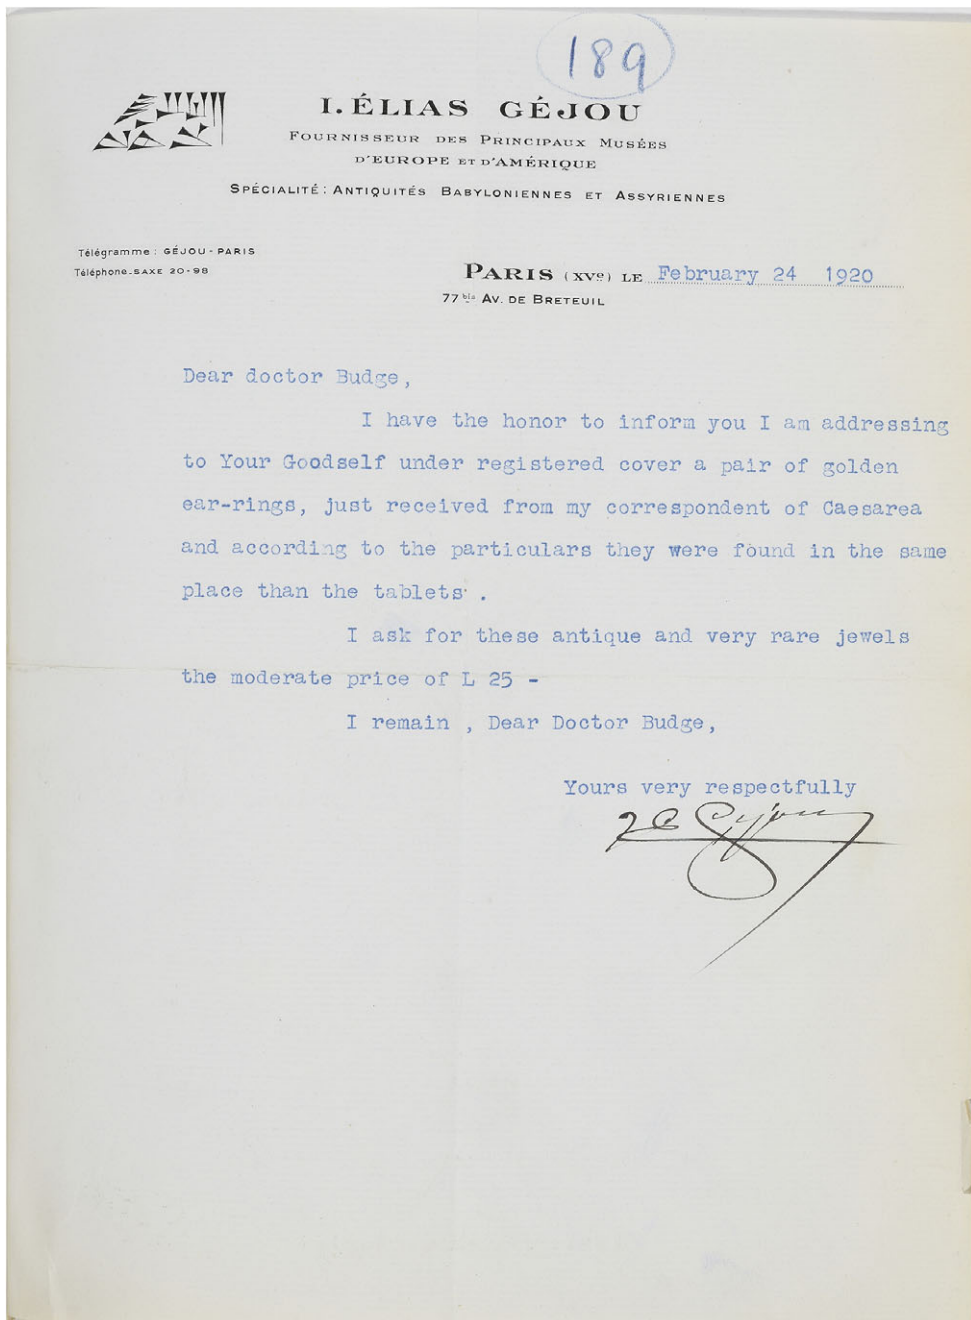 189
I. ÉLIAS GÉJOU
FOURNISSEUR DES PRINCIPAUX MUSÉES
D'EUROPE ET D'AMÉRIQUE
SPÉCIALITÉ: ANTIQUITÉS BABYLONIENNES ET ASSYRIENNES
Télégramme: GÉJOU-PARIS
Téléphone-SAXE 20-98
PARIS (XVe) LE February 24 1920
77bis AV. DE BRETEUIL
Dear doctor Budge,
I have the honor to inform you I am addressing
to Your Goodself under registered cover a pair of golden
ear-rings, just received from my correspondent of Caesarea
and according to the particulars they were found in the same
place than the tablets .
I ask for these antique and very rare jewels
the moderate price of L 25 -
I remain , Dear Doctor Budge,
Yours very respectfully
Gejou